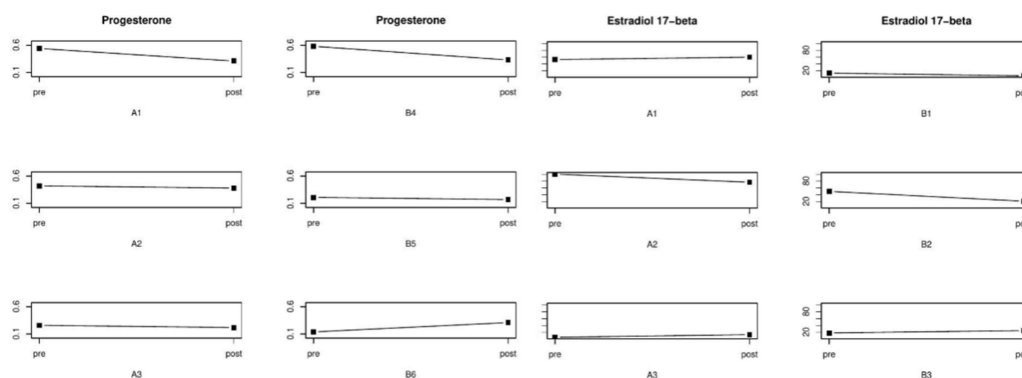 Progesterone Progesterone Estradiol 17−beta Estradiol 17−beta
0.6 0.6
0.1 0.1 20
pre post pre post pre post pre
A1 B4 A1 B1
0.6 0.6 80
0.1 0.1 20
pre post pre post pre post pre
A2 B5 A2 B2
0.6 0.6 80
0.1 0.1 20
pre post pre post pre post pre
A3 B6 A3 B3